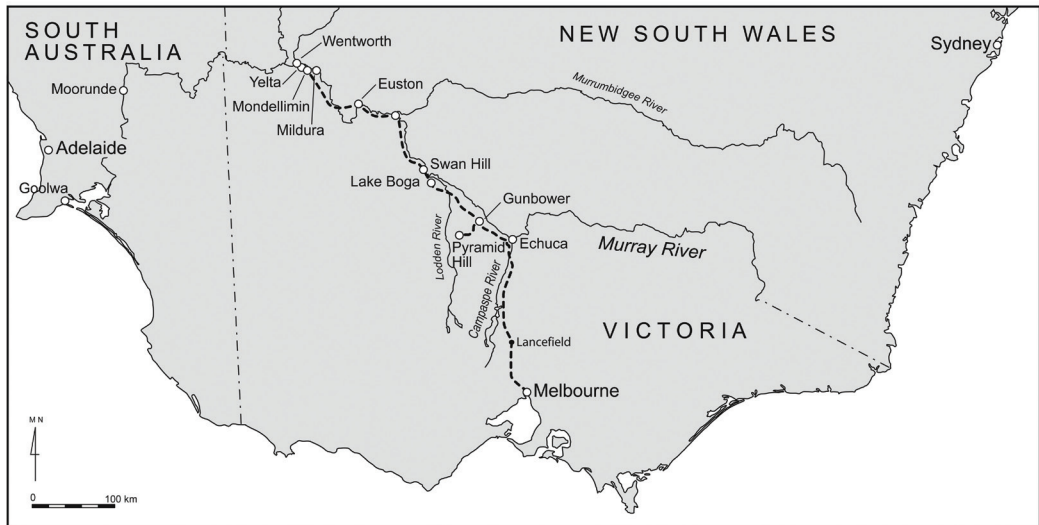 SOUTH
AUSTRALIA
NEW SOUTH WALES
Sydney
Wentworth
Yelta
Mondellimin
Mildura
Euston
Murrumbidgee River
Moorunde
Adelaide
Goolwa
Swan Hill
Lake Boga
Gunbower
Lodden River
Pyramid
Hill
Echuca
Campaspe River
Murray River
VICTORIA
Lancefield
Melbourne
M N
0 100 km